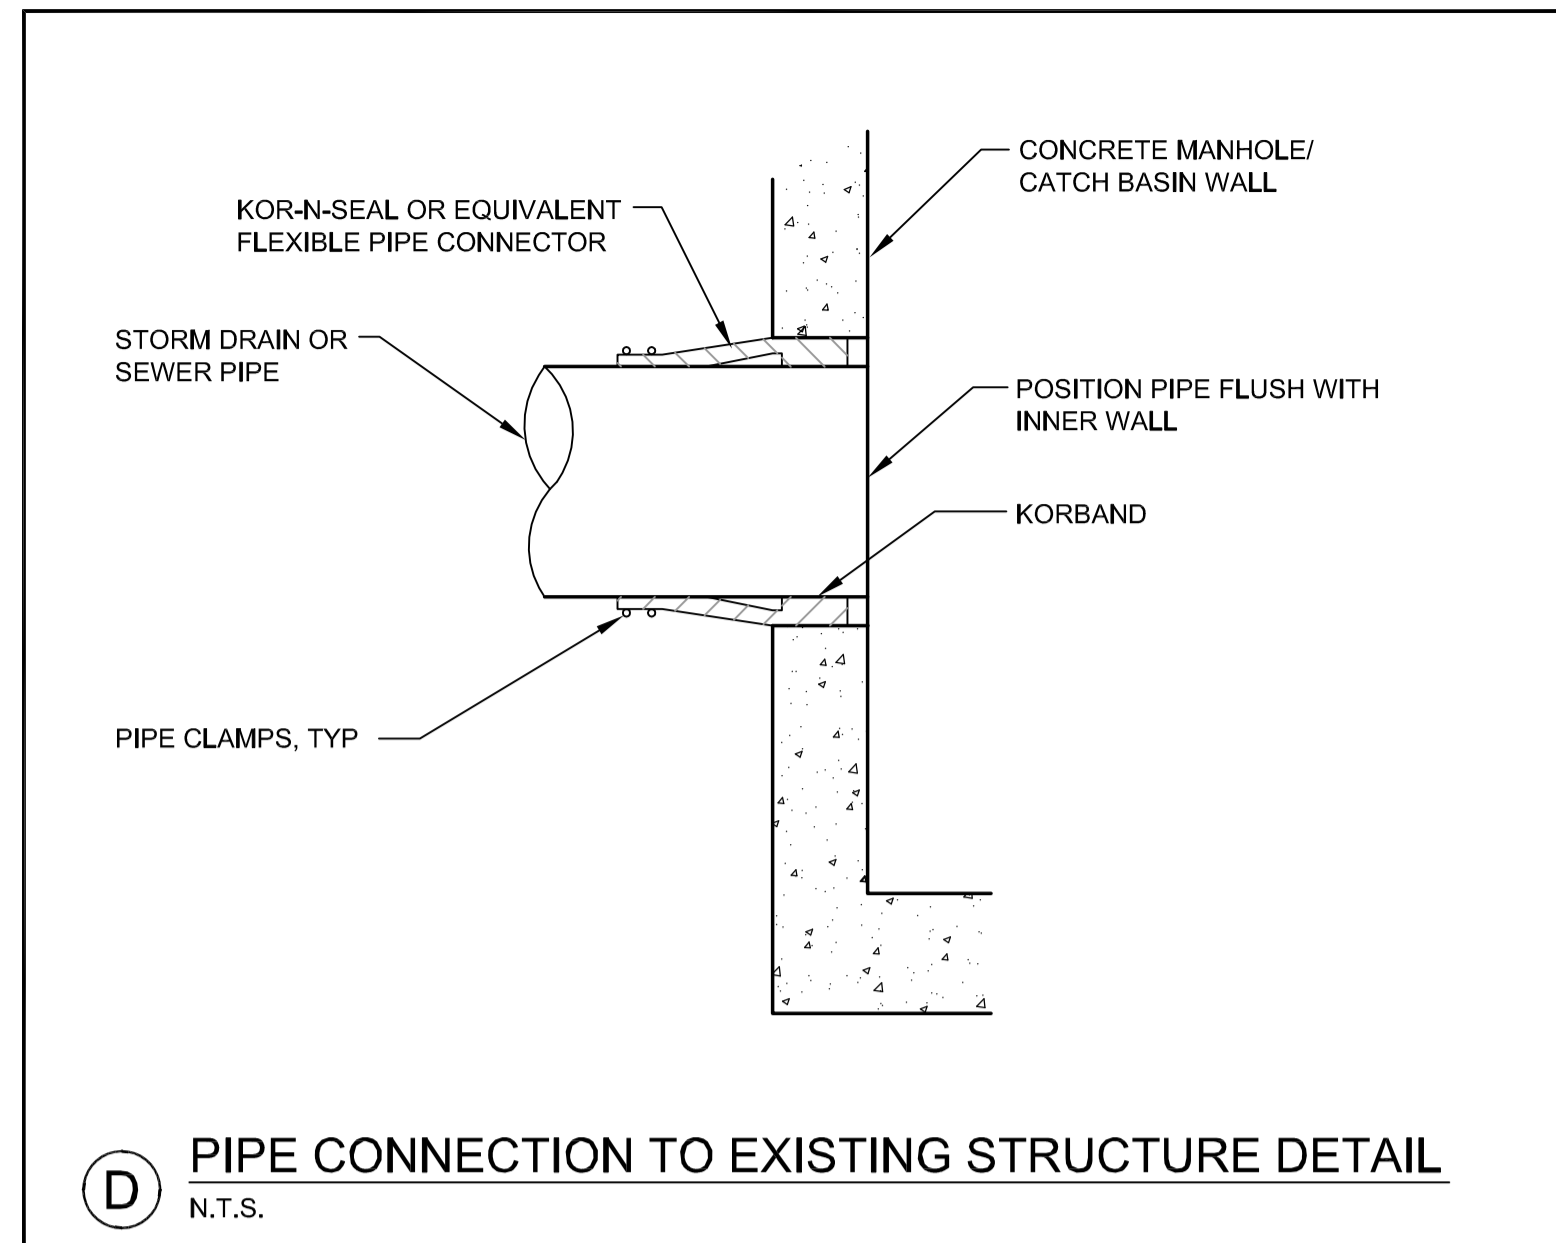 CONCRETE MANHOLE/
CATCH BASIN WALL
KOR-N-SEAL OR EQUIVALENT
FLEXIBLE PIPE CONNECTOR
STORM DRAIN OR
SEWER PIPE
POSITION PIPE FLUSH WITH
INNER WALL
KORBAND
PIPE CLAMPS, TYP
D
PIPE CONNECTION TO EXISTING STRUCTURE DETAIL
N.T.S.